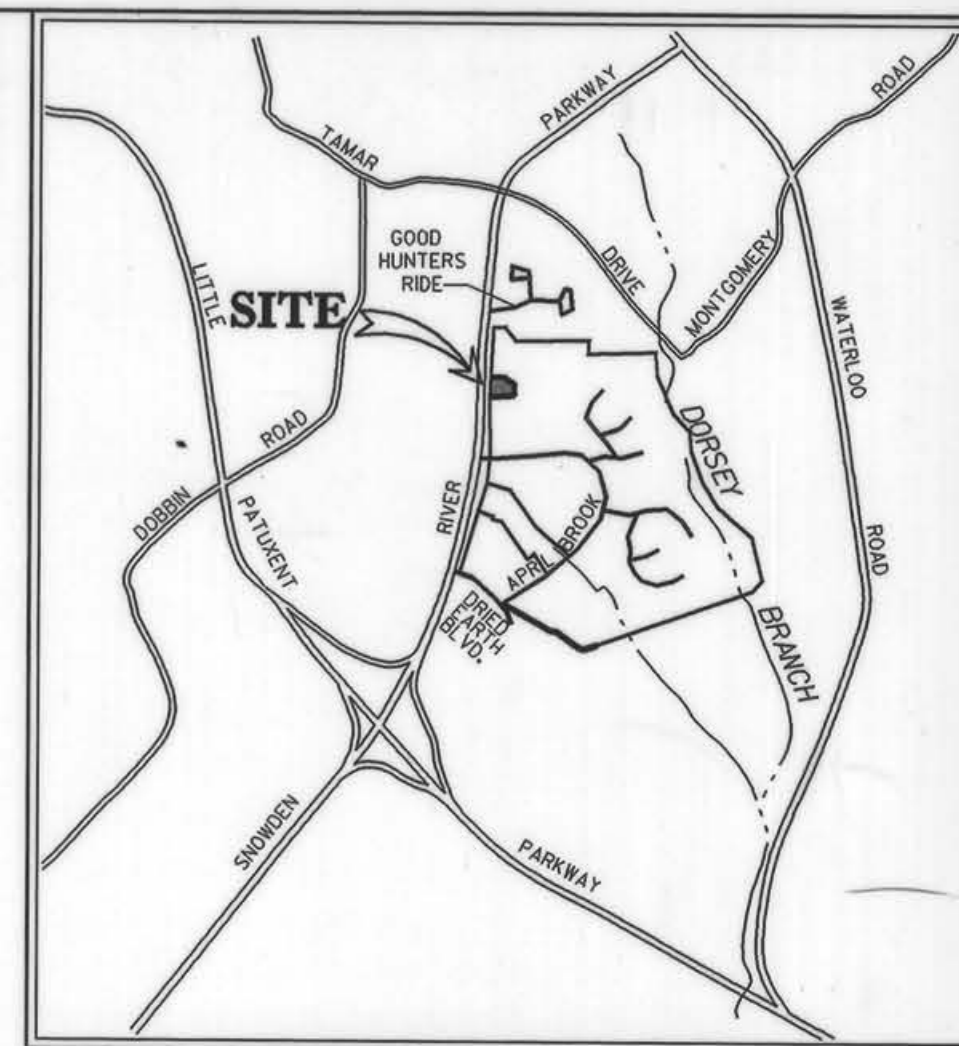 PARKWAY
ROAD
TAMAR
GOOD
HUNTERS
RIDE
DRIVE
MONTGOMERY
LITTLE
SITE
WATERLOO
DORSEY
ROAD
DOBBIN
PATUXENT
RIVER
APRIL BROOK
ROAD
DRIED
EARTH
BLVD.
BRANCH
SNOWDEN
PARKWAY